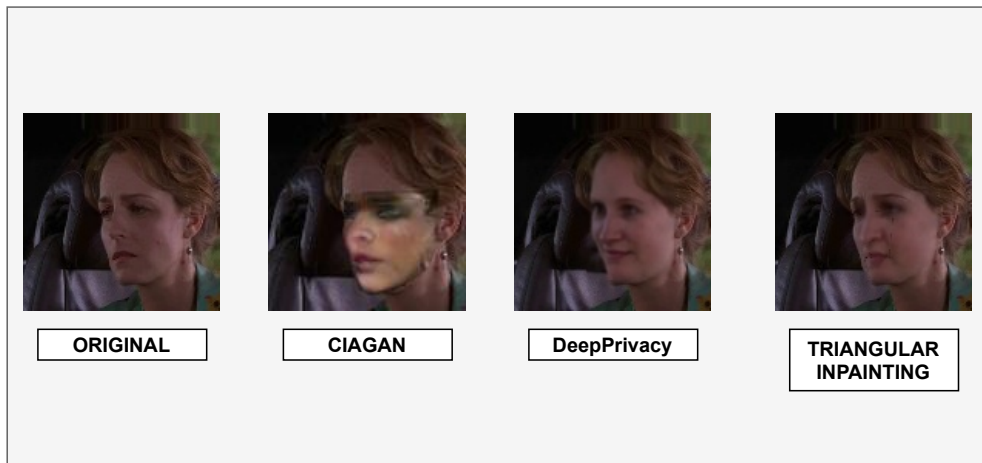 ORIGINAL
CIAGAN
DeepPrivacy
TRIANGULAR
INPAINTING